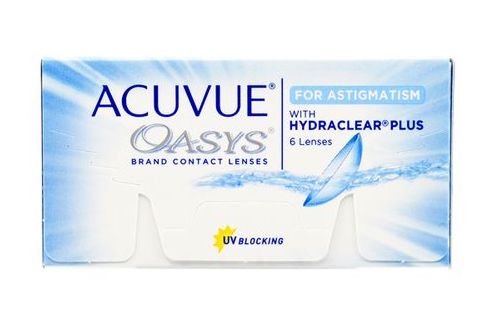 ACUVUE®
OASYS®
BRAND CONTACT LENSES
FOR ASTIGMATISM
WITH
HYDRACLEAR® PLUS
6 Lenses
UV BLOCKING